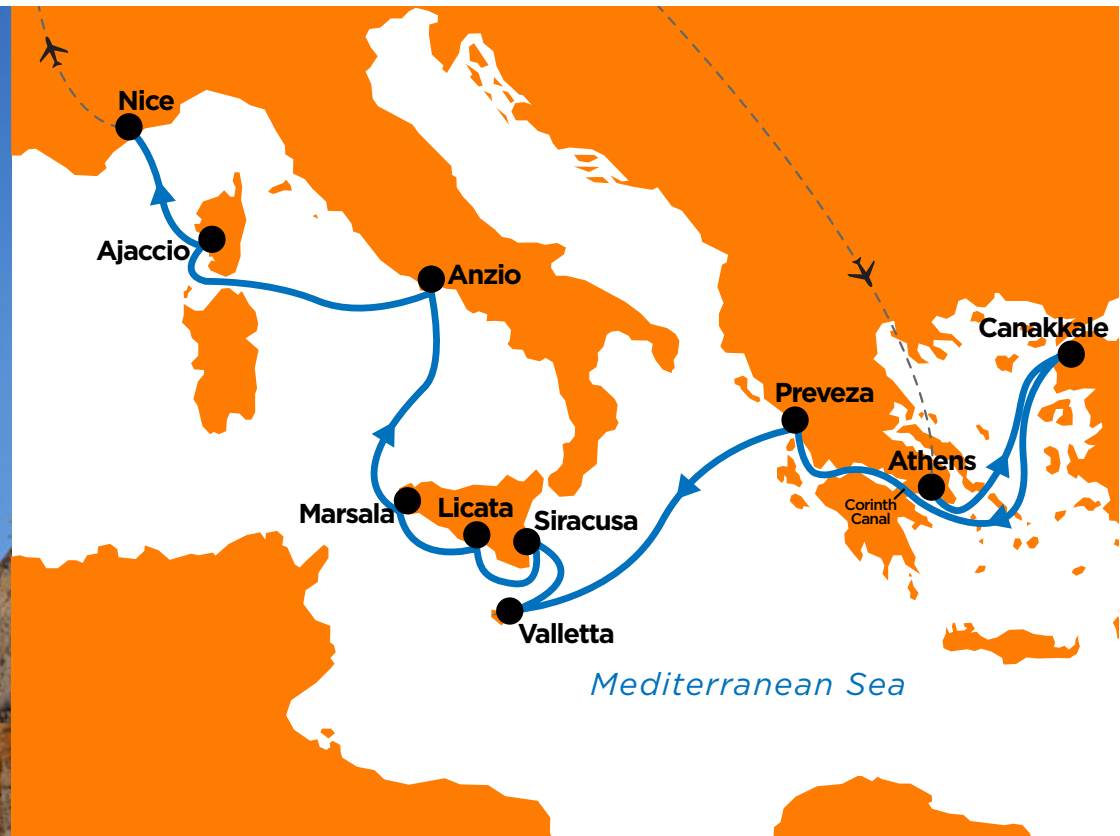 Nice
Ajaccio
Anzio
Canakkale
Preveza
Athens
Corinth
Canal
Marsala
Licata
Siracusa
Valletta
Mediterranean Sea